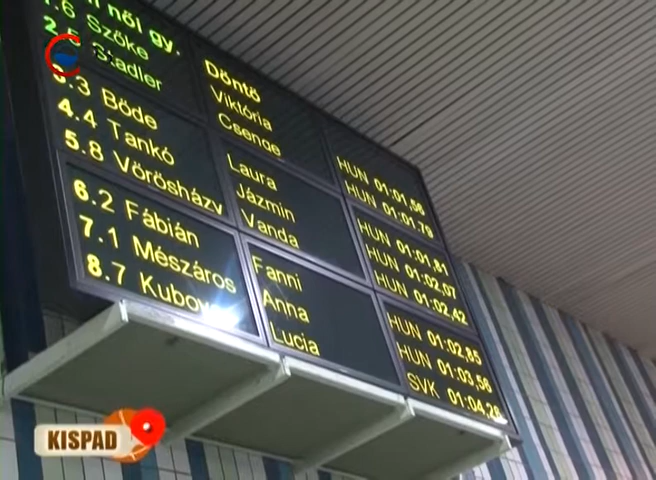 női gy. Döntő
1.6 Szőke Viktória HUN 01:01,56
2.5 Stadler Csenge HUN 01:01,79
3.3 Böde Laura HUN 01:01,81
4.4 Tankó Jázmin HUN 01:02,07
5.8 Vörösházy Vanda HUN 01:02,42
6.2 Fábián Fanni HUN 01:02,85
7.1 Mészáros Anna HUN 01:03,56
8.7 Lucia SVK 01:04,26
KISPAD